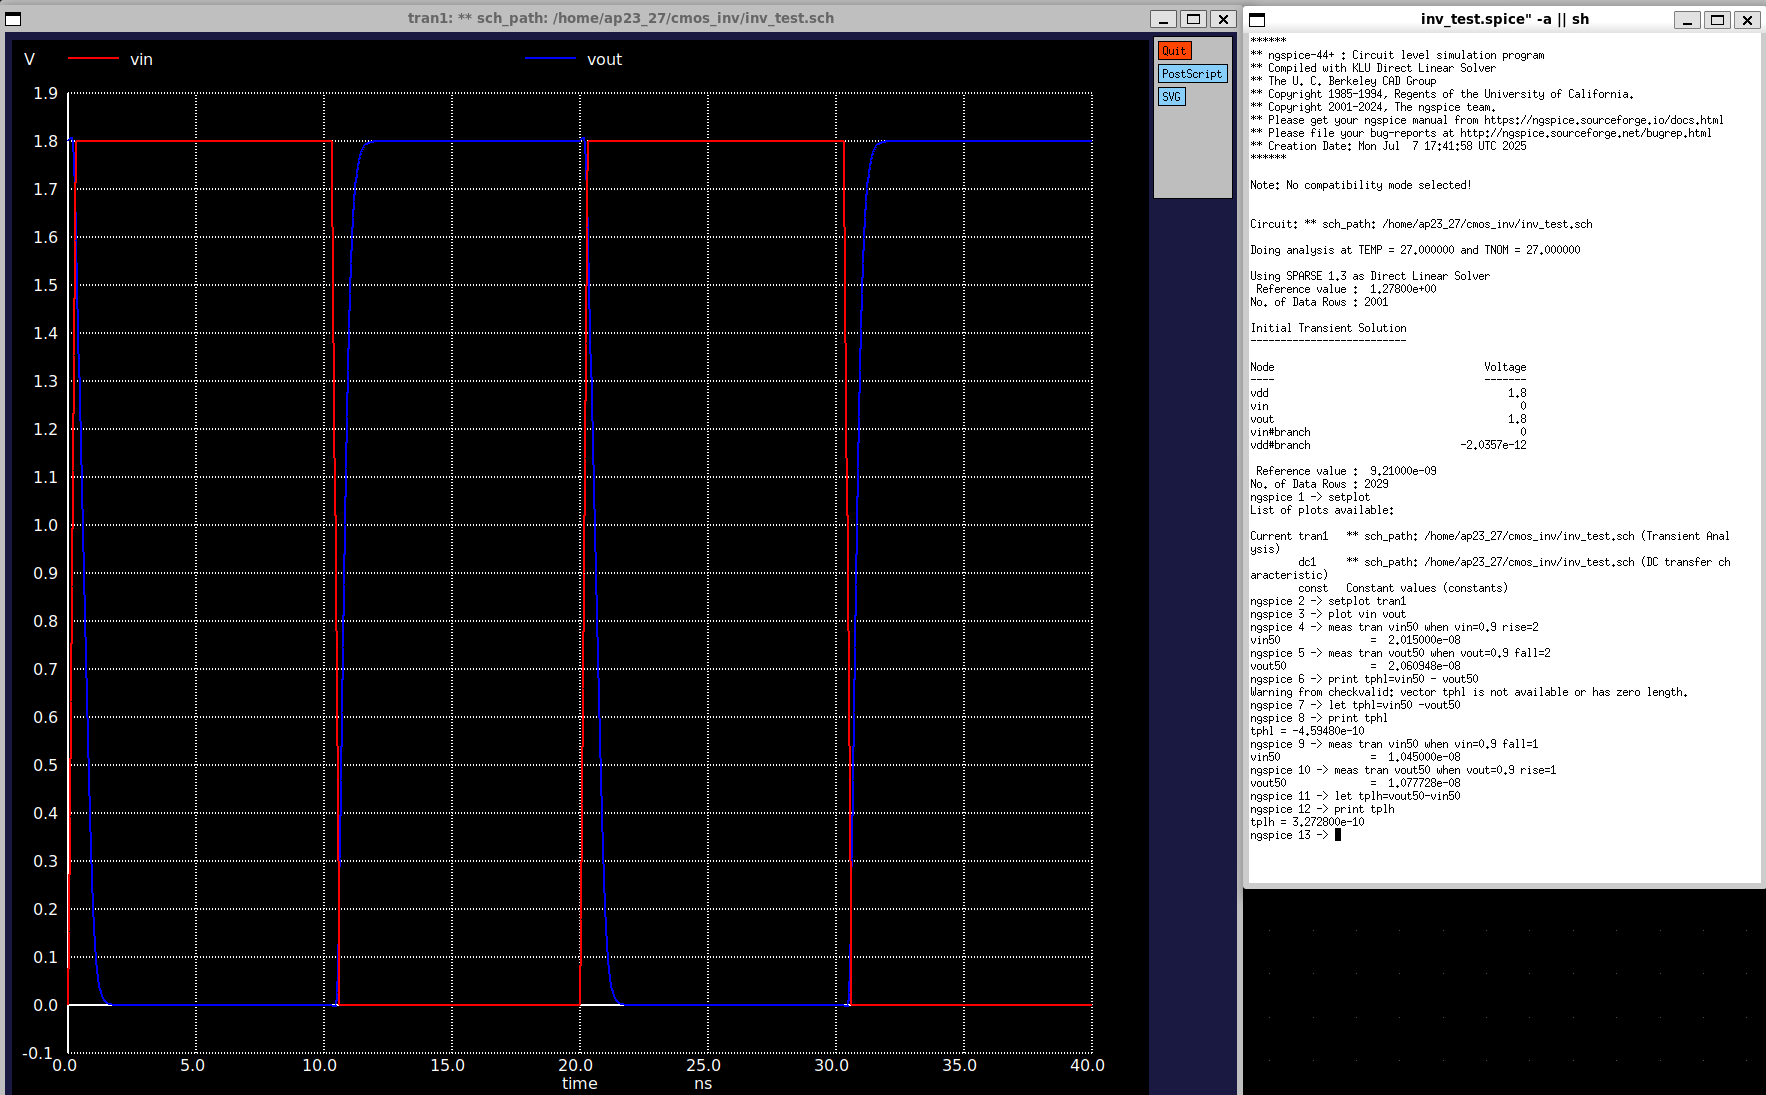 tran1: ** sch_path: /home/ap23_27/cmos_inv/inv_test.sch
V
vin
vout
1.9
1.8
1.7
1.6
1.5
1.4
1.3
1.2
1.1
1.0
0.9
0.8
0.7
0.6
0.5
0.4
0.3
0.2
0.1
0.0
-0.1
0.0 5.0 10.0 15.0 20.0 25.0 30.0 35.0 40.0
time ns
Quit
PostScript
SVG
inv_test.spice" -a || sh
******
** ngspice-44+ : Circuit level simulation program
** Compiled with KLU Direct Linear Solver
** The U. C. Berkeley CAD Group
** Copyright 1985-1994, Regents of the University of California.
** Copyright 2001-2024, The ngspice team.
** Please get your ngspice manual from https://ngspice.sourceforge.io/docs.html
** Please file your bug-reports at http://ngspice.sourceforge.net/bugrep.html
** Creation Date: Mon Jul  7 17:41:58 UTC 2025
******
Note: No compatibility mode selected!
Circuit: ** sch_path: /home/ap23_27/cmos_inv/inv_test.sch
Doing analysis at TEMP = 27.000000 and TNOM = 27.000000
Using SPARSE 1.3 as Direct Linear Solver
Reference value :  1.27800e+00
No. of Data Rows : 2001
Initial Transient Solution
--------------------------
Node Voltage
---- -------
vdd 1.8
vin 0
vout 1.8
vin#branch 0
vdd#branch -2.0357e-12
Reference value :  9.21000e-09
No. of Data Rows : 2029
ngspice 1 -> setplot
List of plots available:
Current tran1   ** sch_path: /home/ap23_27/cmos_inv/inv_test.sch (Transient Anal
ysis)
dc1     ** sch_path: /home/ap23_27/cmos_inv/inv_test.sch (DC transfer ch
aracteristic)
const   Constant values (constants)
ngspice 2 -> setplot tran1
ngspice 3 -> plot vin vout
ngspice 4 -> meas tran vin50 when vin=0.9 rise=2
vin50               =  2.015000e-08
ngspice 5 -> meas tran vout50 when vout=0.9 fall=2
vout50              =  2.060948e-08
ngspice 6 -> print tphl=vin50 - vout50
Warning from checkvalid: vector tphl is not available or has zero length.
ngspice 7 -> let tphl=vin50 -vout50
ngspice 8 -> print tphl
tphl = -4.59480e-10
ngspice 9 -> meas tran vin50 when vin=0.9 fall=1
vin50               =  1.045000e-08
ngspice 10 -> meas tran vout50 when vout=0.9 rise=1
vout50              =  1.077728e-08
ngspice 11 -> let tplh=vout50-vin50
ngspice 12 -> print tplh
tplh = 3.272800e-10
ngspice 13 ->